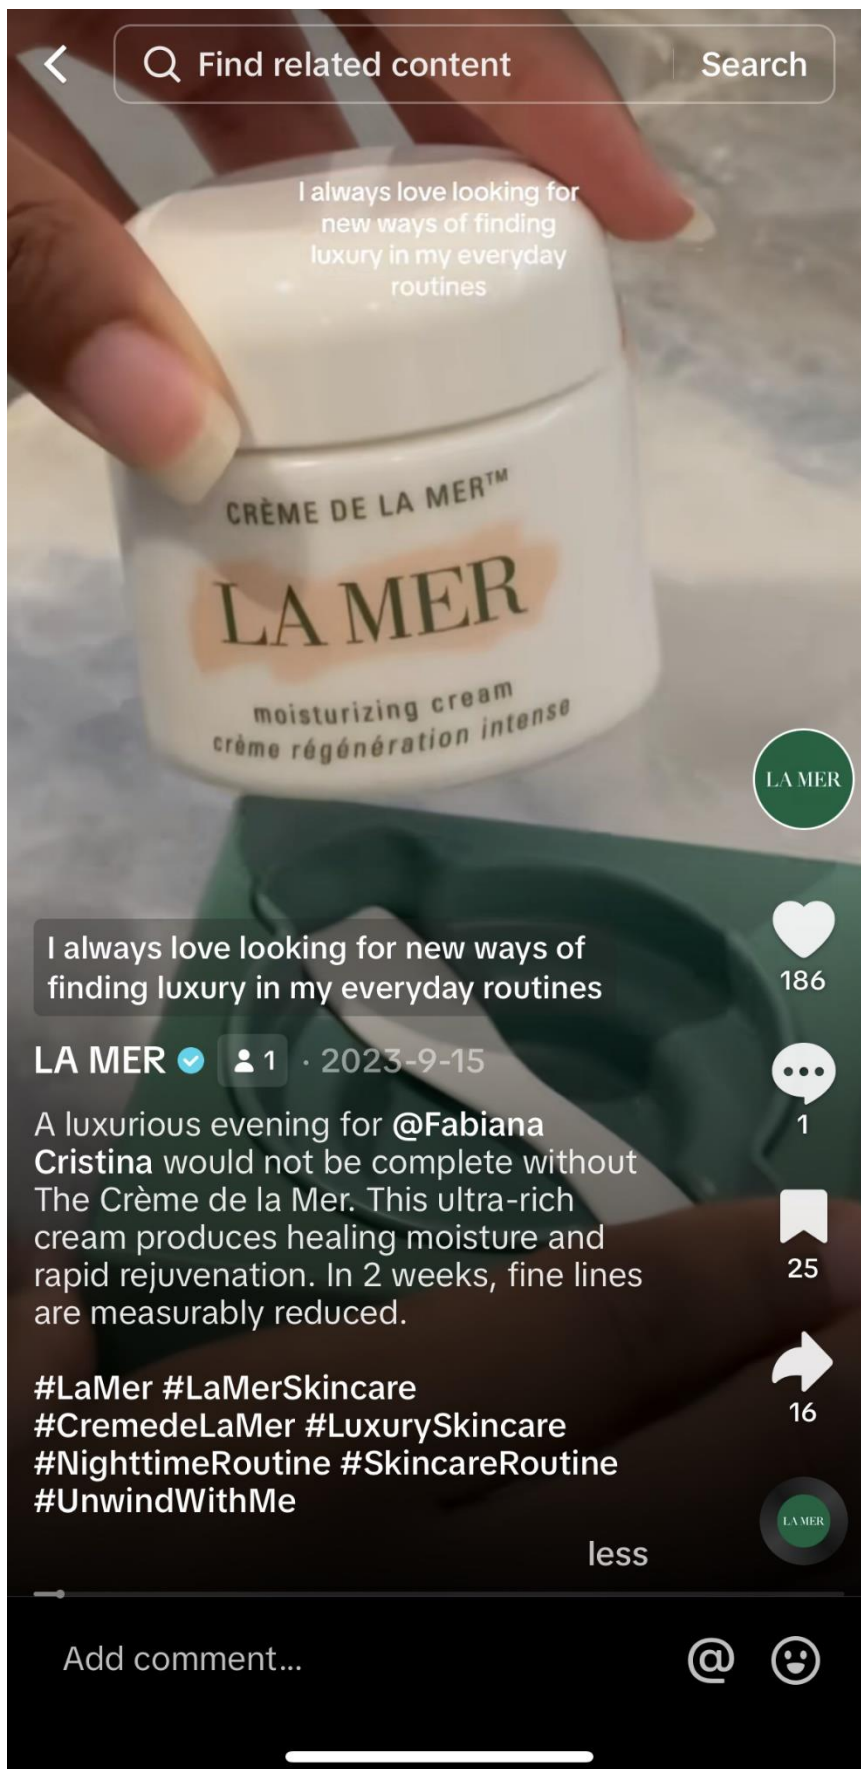 Find related content
Search
I always love looking for
new ways of finding
luxury in my everyday
routines
CRÈME DE LA MER™
LA MER
moisturizing cream
crème régénération intense
LA MER
186
I always love looking for new ways of
finding luxury in my everyday routines
LA MER 1 · 2023-9-15
1
A luxurious evening for @Fabiana
Cristina would not be complete without
The Crème de la Mer. This ultra-rich
cream produces healing moisture and
rapid rejuvenation. In 2 weeks, fine lines
are measurably reduced.
25
#LaMer #LaMerSkincare
#CremedeLaMer #LuxurySkincare
#NighttimeRoutine #SkincareRoutine
#UnwindWithMe
16
LA MER
less
Add comment...
@